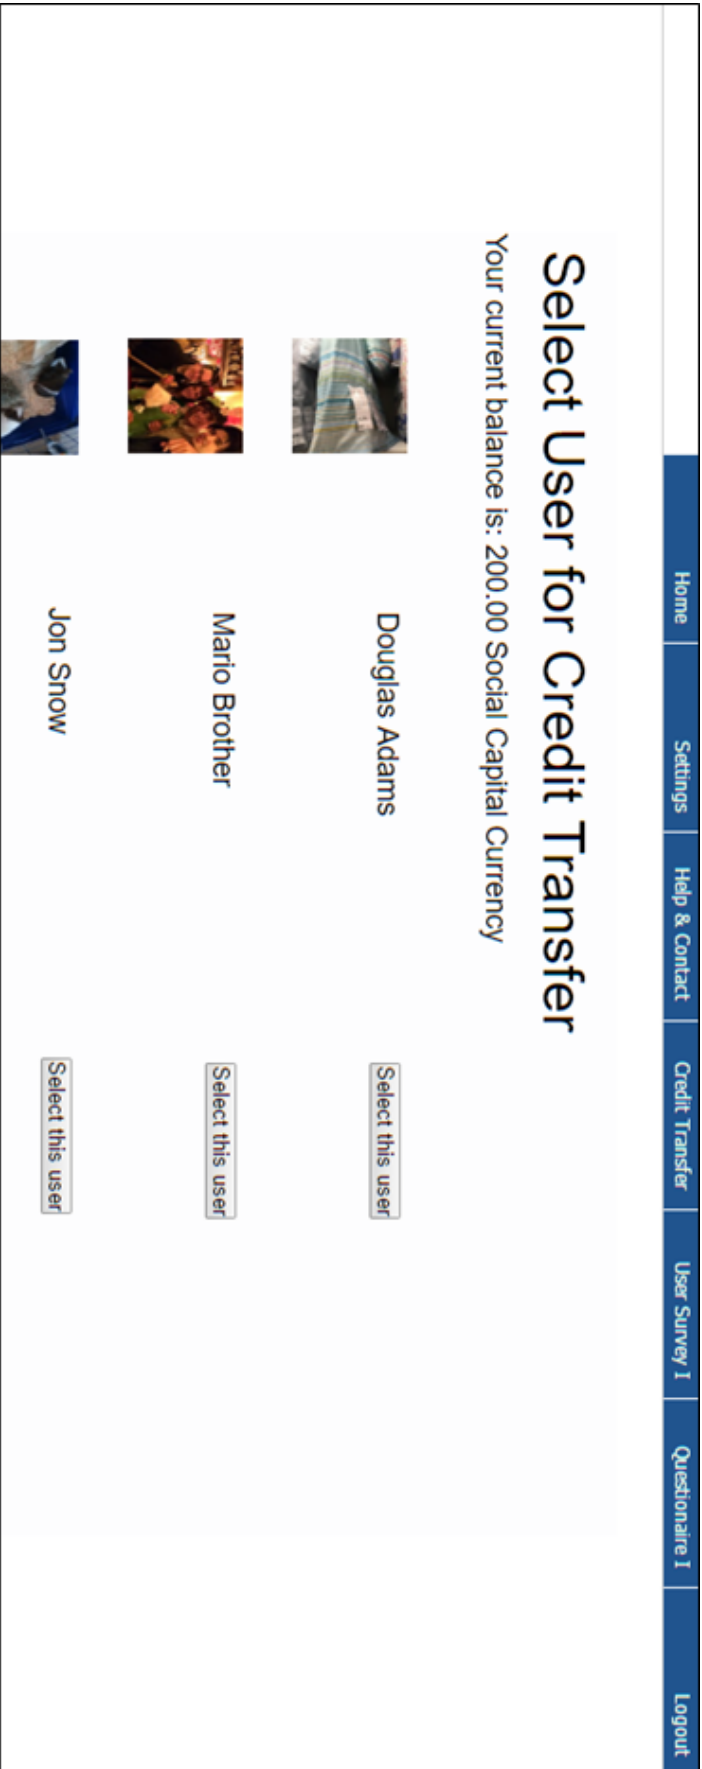 Home Settings Help & Contact Credit Transfer User Survey I Questionaire I Logout
Select User for Credit Transfer
Your current balance is: 200.00 Social Capital Currency
Douglas Adams Select this user
Mario Brother Select this user
Jon Snow Select this user